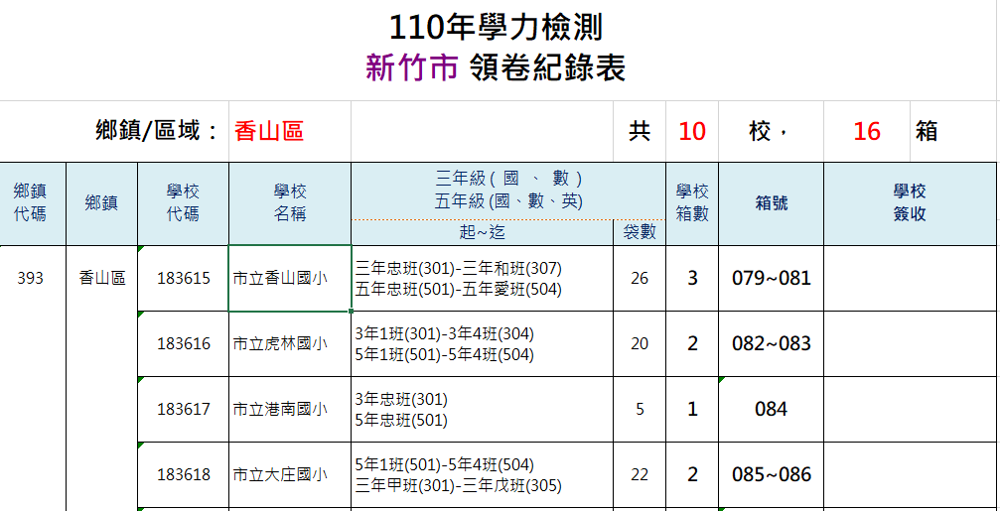 110年學力檢測
新竹市 領卷紀錄表
鄉鎮/區域： 香山區 共 10 校， 16 箱
鄉鎮代碼 鄉鎮 學校代碼 學校名稱 三年級 ( 國 、 數 ) 五年級 (國、數、英) 起~迄 袋數 學校箱數 箱號 學校簽收
393 香山區 183615 市立香山國小 三年忠班(301)-三年和班(307) 五年忠班(501)-五年愛班(504) 26 3 079~081
183616 市立虎林國小 3年1班(301)-3年4班(304) 5年1班(501)-5年4班(504) 20 2 082~083
183617 市立港南國小 3年忠班(301) 5年忠班(501) 5 1 084
183618 市立大庄國小 5年1班(501)-5年4班(504) 三年甲班(301)-三年戊班(305) 22 2 085~086